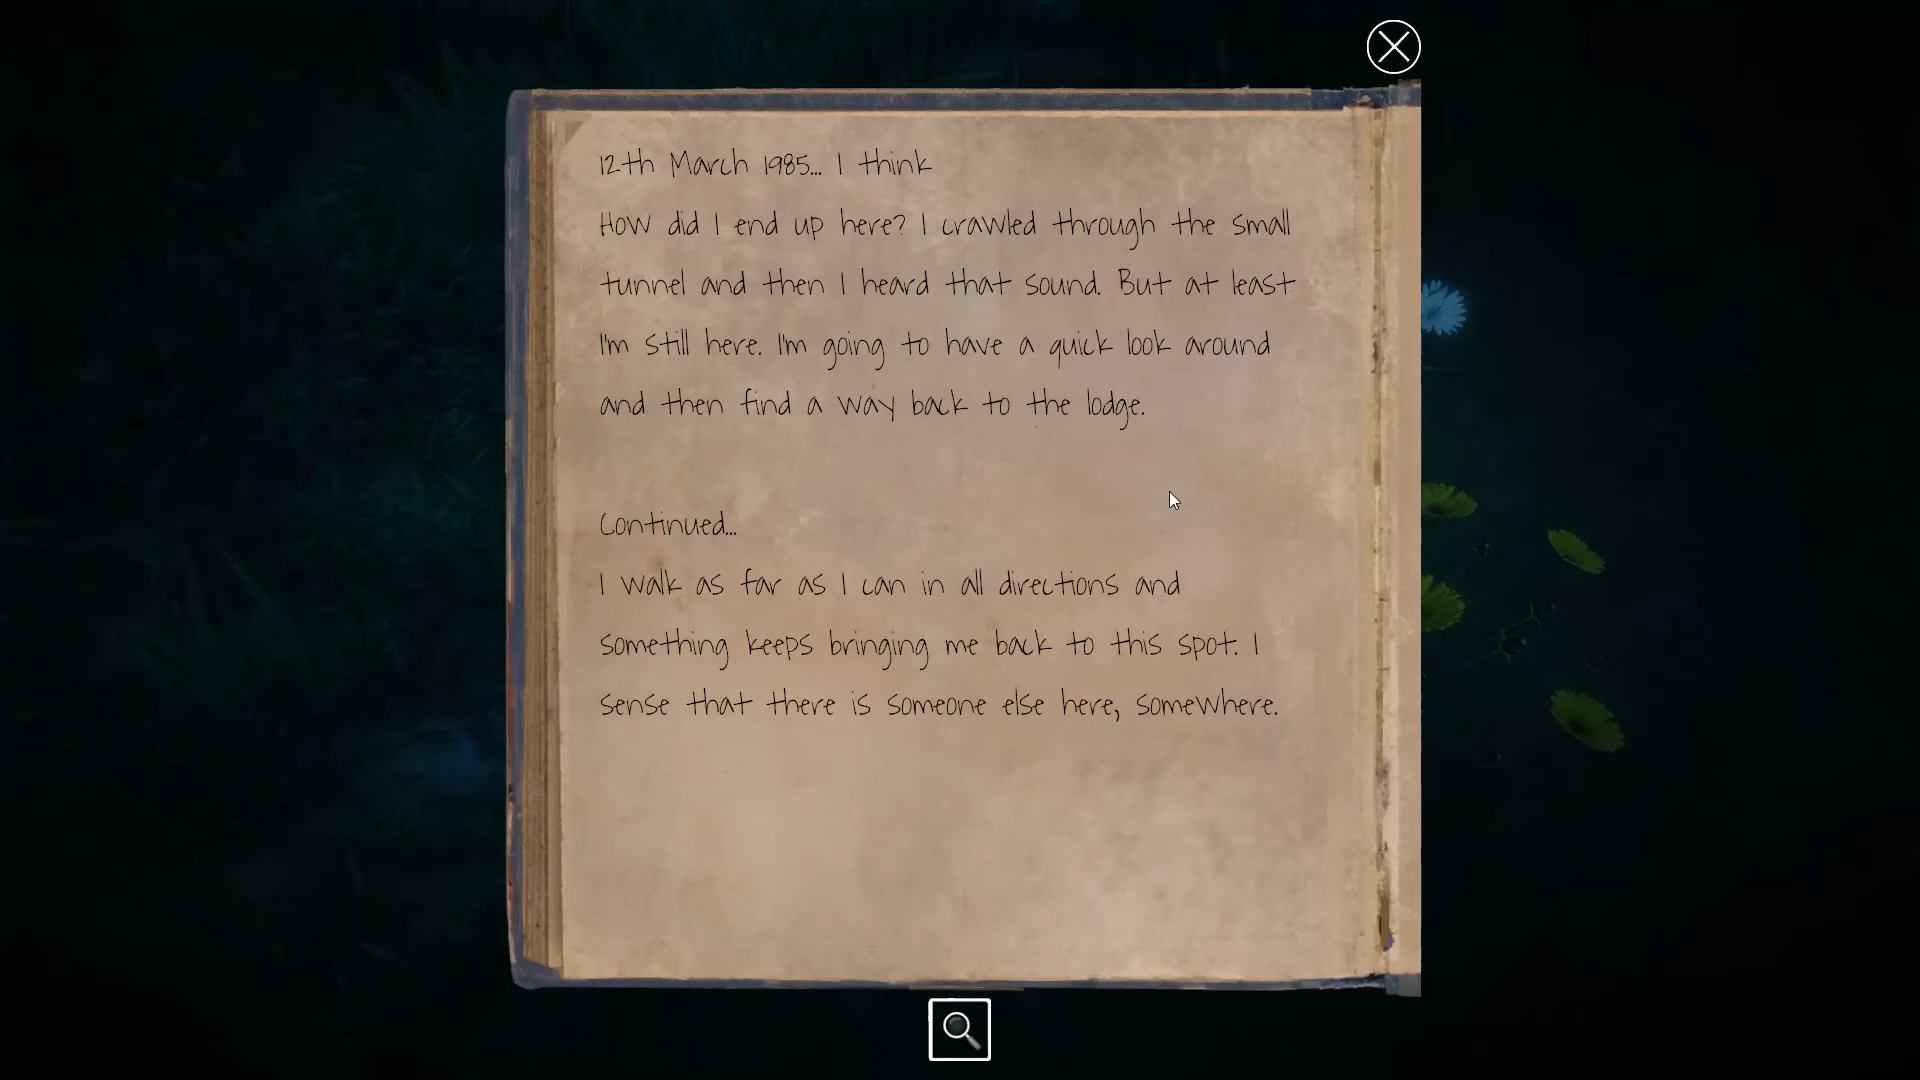 12th March 1985... I think
How did I end up here? I crawled through the small
tunnel and then I heard that sound. But at least
I'm still here. I'm going to have a quick look around
and then find a way back to the lodge.
Continued...
I walk as far as I can in all directions and
something keeps bringing me back to this spot. I
sense that there is someone else here, somewhere.